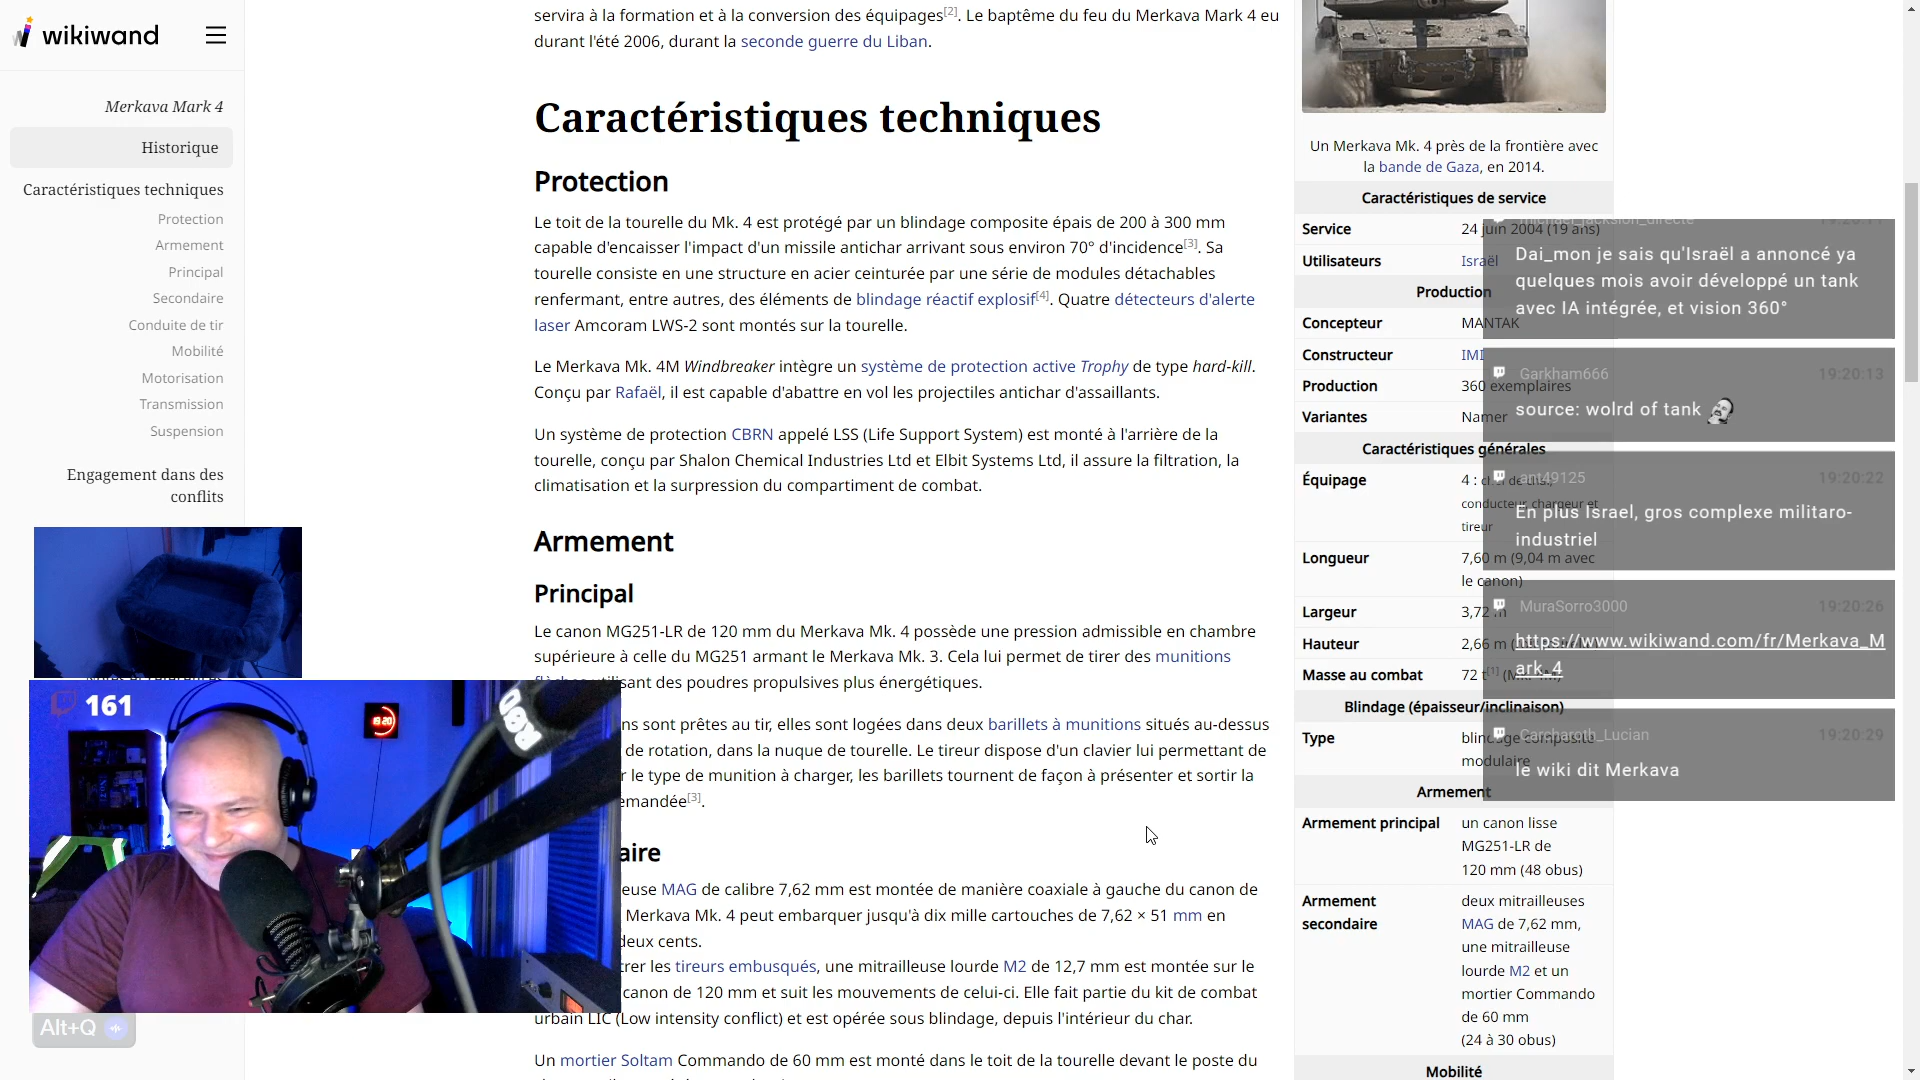 wikiwand
Merkava Mark 4
Historique
Caractéristiques techniques
Protection
Armement
Principal
Secondaire
Conduite de tir
Mobilité
Motorisation
Transmission
Suspension
Engagement dans des
conflits
161
19 20
Alt+Q
servira à la formation et à la conversion des équipages[2]. Le baptême du feu du Merkava Mark 4 eu
durant l'été 2006, durant la seconde guerre du Liban.
Caractéristiques techniques
Protection
Le toit de la tourelle du Mk. 4 est protégé par un blindage composite épais de 200 à 300 mm
capable d'encaisser l'impact d'un missile antichar arrivant sous environ 70° d'incidence[3]. Sa
tourelle consiste en une structure en acier ceinturée par une série de modules détachables
renfermant, entre autres, des éléments de blindage réactif explosif[4]. Quatre détecteurs d'alerte
laser Amcoram LWS-2 sont montés sur la tourelle.
Le Merkava Mk. 4M Windbreaker intègre un système de protection active Trophy de type hard-kill.
Conçu par Rafaël, il est capable d'abattre en vol les projectiles antichar d'assaillants.
Un système de protection CBRN appelé LSS (Life Support System) est monté à l'arrière de la
tourelle, conçu par Shalon Chemical Industries Ltd et Elbit Systems Ltd, il assure la filtration, la
climatisation et la surpression du compartiment de combat.
Armement
Principal
Le canon MG251-LR de 120 mm du Merkava Mk. 4 possède une pression admissible en chambre
supérieure à celle du MG251 armant le Merkava Mk. 3. Cela lui permet de tirer des munitions
isant des poudres propulsives plus énergétiques.
ns sont prêtes au tir, elles sont logées dans deux barillets à munitions situés au-dessus
de rotation, dans la nuque de tourelle. Le tireur dispose d'un clavier lui permettant de
r le type de munition à charger, les barillets tournent de façon à présenter et sortir la
emandée[3].
aire
euse MAG de calibre 7,62 mm est montée de manière coaxiale à gauche du canon de
Merkava Mk. 4 peut embarquer jusqu'à dix mille cartouches de 7,62 × 51 mm en
deux cents.
trer les tireurs embusqués, une mitrailleuse lourde M2 de 12,7 mm est montée sur le
canon de 120 mm et suit les mouvements de celui-ci. Elle fait partie du kit de combat
urbain LIC (Low intensity conflict) et est opérée sous blindage, depuis l'intérieur du char.
Un mortier Soltam Commando de 60 mm est monté dans le toit de la tourelle devant le poste du
Un Merkava Mk. 4 près de la frontière avec
la bande de Gaza, en 2014.
Caractéristiques de service
Service 24 juin 2004 (19 ans)
Utilisateurs Israël
Production
Concepteur MANTAK
Constructeur IMI
Production 360 exemplaires
Variantes Namer
Caractéristiques générales
Équipage 4 : chef de char,
conducteur, chargeur et
tireur
Longueur 7,60 m (9,04 m avec
le canon)
Largeur 3,72 m
Hauteur 2,66 m
Masse au combat 72 t[1]
Blindage (épaisseur/inclinaison)
Type blindage composite
modulaire
Armement
Armement principal un canon lisse
MG251-LR de
120 mm (48 obus)
Armement
secondaire
deux mitrailleuses
MAG de 7,62 mm,
une mitrailleuse
lourde M2 et un
mortier Commando
de 60 mm
(24 à 30 obus)
Mobilité
Dai_mon je sais qu'Israël a annoncé ya
quelques mois avoir développé un tank
avec IA intégrée, et vision 360°
Garkham666 19:20:13
source: wolrd of tank
ant49125 19:20:22
En plus Israel, gros complexe militaro-
industriel
MuraSorro3000 19:20:26
https://www.wikiwand.com/fr/Merkava_M
ark_4
Carcharoth_Lucian 19:20:29
le wiki dit Merkava